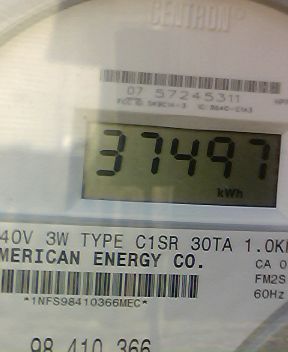 CENTRON®
07 57245311
37497
kWh
40V 3W TYPE C1SR 30TA 1.0K
MERICAN ENERGY CO.
CA 0
FM2S
60Hz
*1NFS98410366MEC*
98 410 366